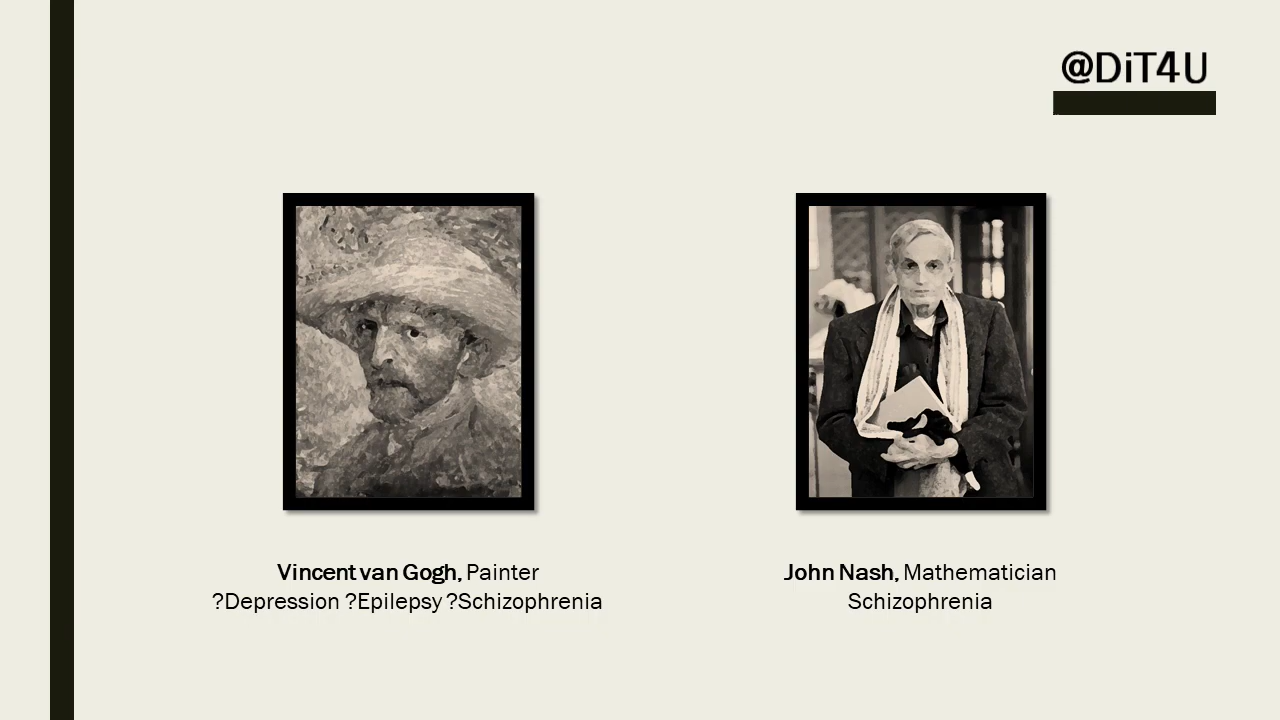 @DiT4U
Vincent van Gogh, Painter
?Depression ?Epilepsy ?Schizophrenia
John Nash, Mathematician
Schizophrenia